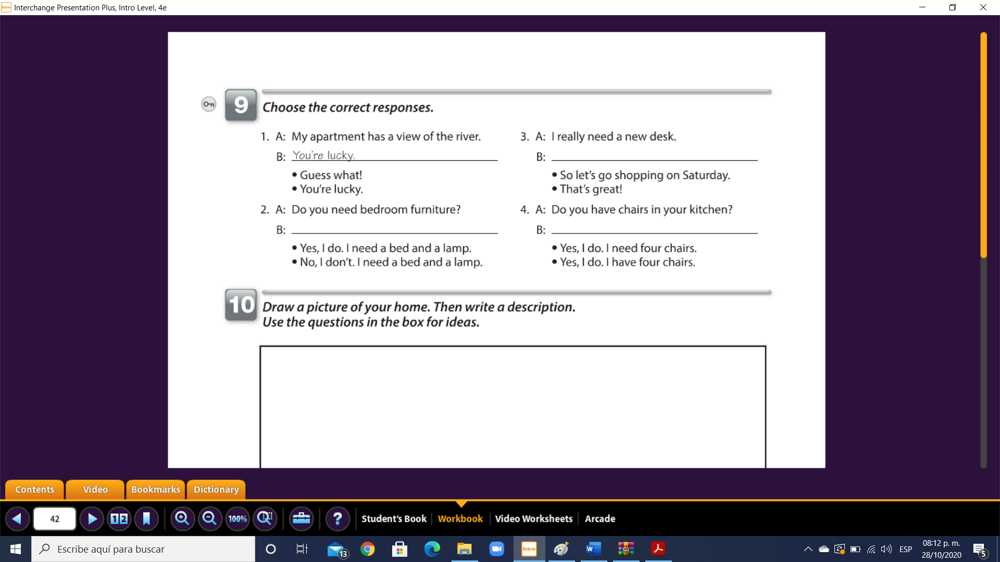 Interchange Presentation Plus, Intro Level, 4e
9 Choose the correct responses.
1. A: My apartment has a view of the river.
B: You're lucky.
• Guess what!
• You're lucky.
2. A: Do you need bedroom furniture?
B:
• Yes, I do. I need a bed and a lamp.
• No, I don't. I need a bed and a lamp.
3. A: I really need a new desk.
B:
• So let's go shopping on Saturday.
• That's great!
4. A: Do you have chairs in your kitchen?
B:
• Yes, I do. I need four chairs.
• Yes, I do. I have four chairs.
10 Draw a picture of your home. Then write a description.
Use the questions in the box for ideas.
Contents Video Bookmarks Dictionary
42 12 100% ? Student's Book Workbook Video Worksheets Arcade
Escribe aquí para buscar
13 Intro W ESP
08:12 p. m.
28/10/2020
5